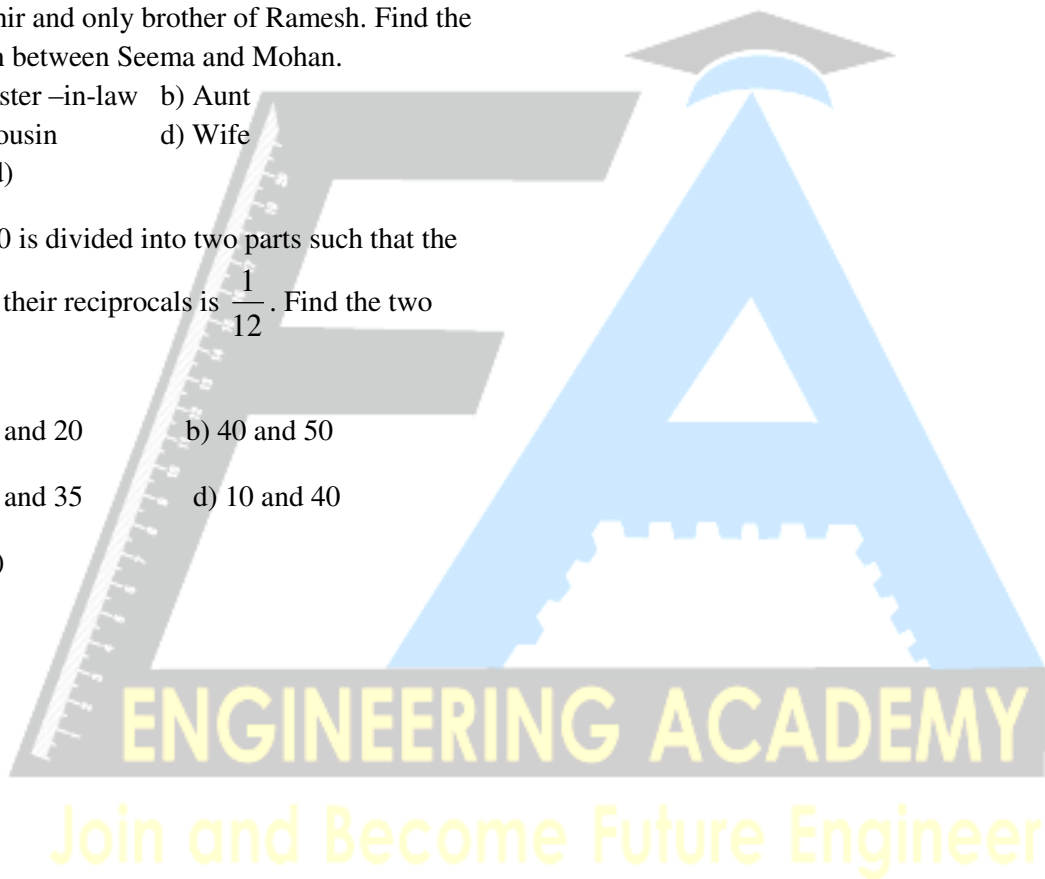 hir and only brother of Ramesh. Find the
n between Seema and Mohan.
ster –in-law b) Aunt
ousin d) Wife
l)
0 is divided into two parts such that the
their reciprocals is 1/12 . Find the two
and 20 b) 40 and 50
and 35 d) 10 and 40
)
ENGINEERING ACADEMY
Join and Become Future Engineer